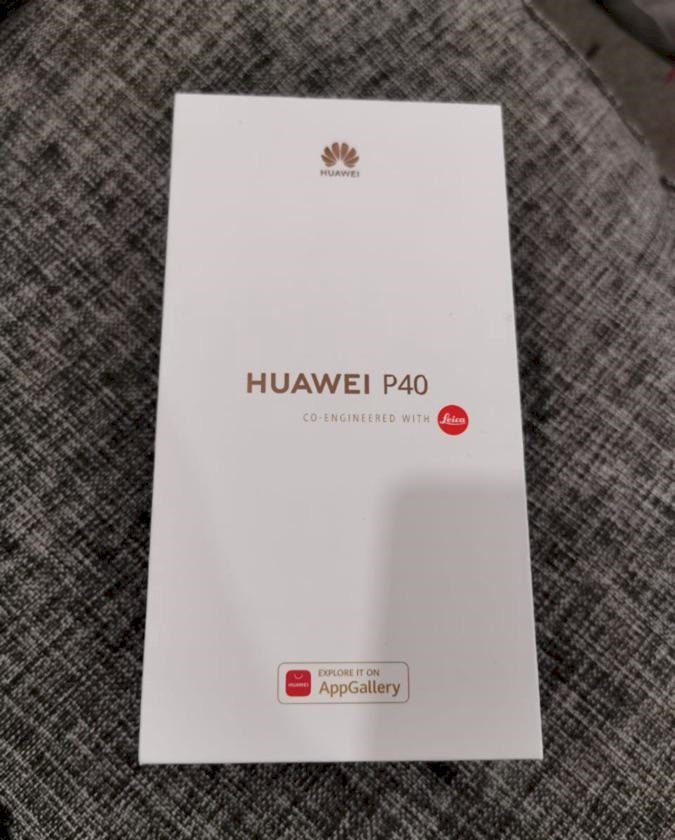 HUAWEI
HUAWEI P40
CO-ENGINEERED WITH Leica
HUAWEI
EXPLORE IT ON
AppGallery